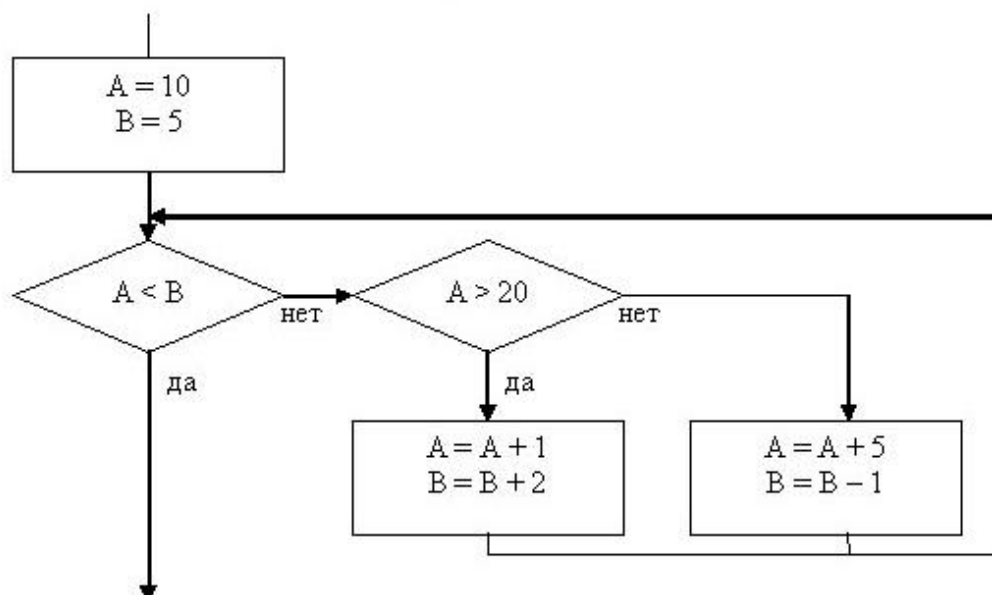 A = 10
B = 5
A < B
нет
A > 20
нет
да
да
A = A + 1
B = B + 2
A = A + 5
B = B – 1